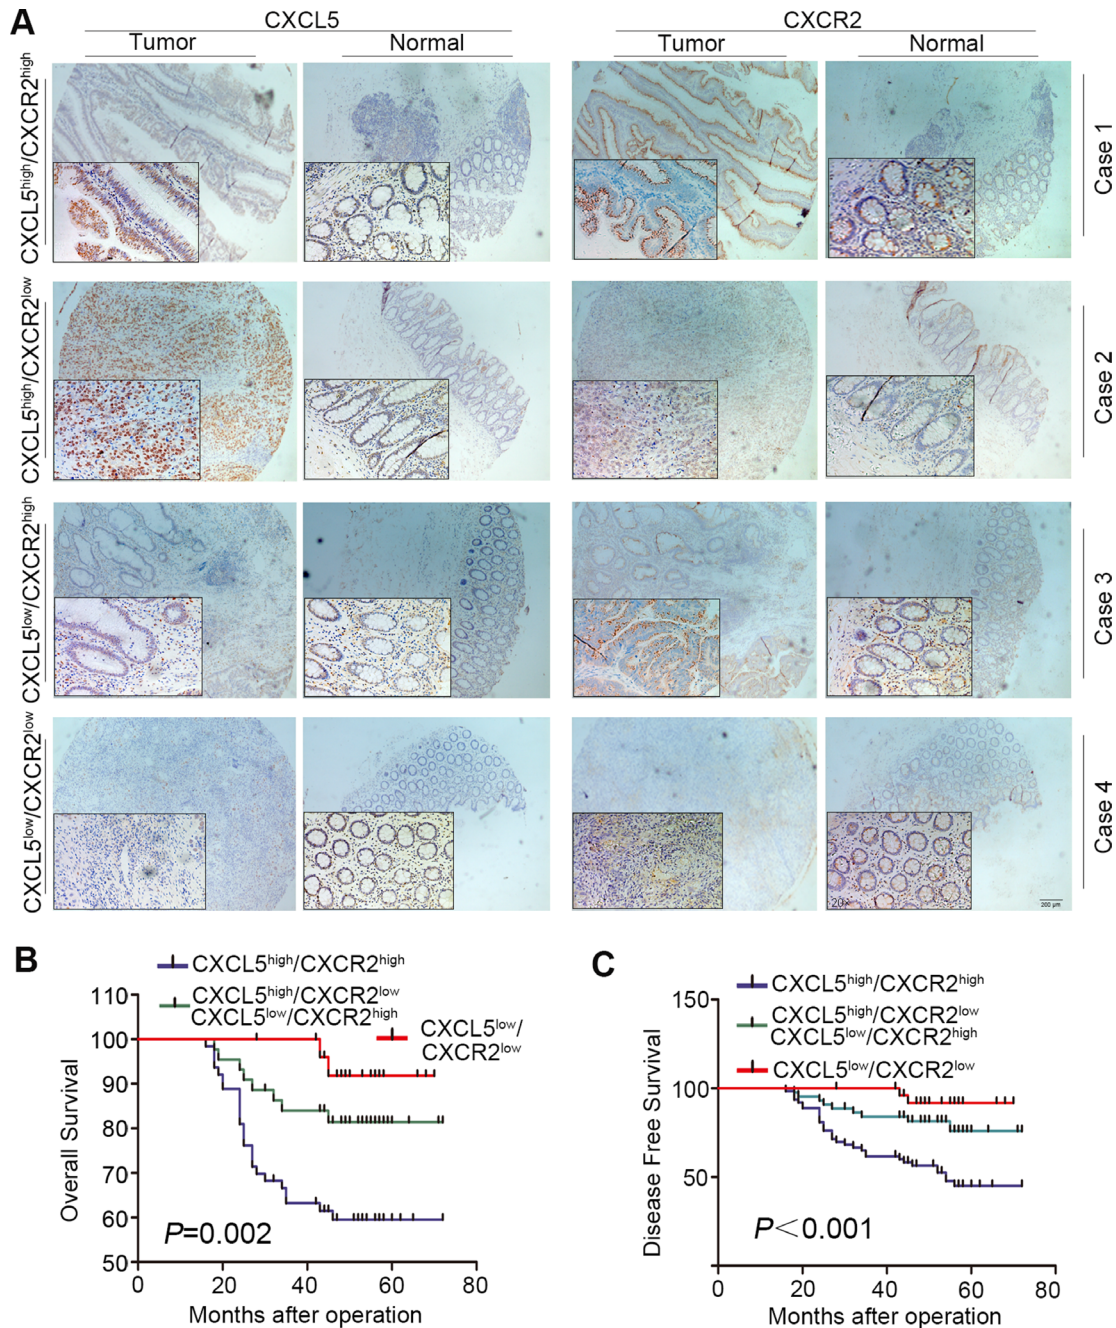 A
CXCL5
CXCR2
Tumor
Normal
Tumor
Normal
CXCL5high/CXCR2high
Case 1
CXCL5high/CXCR2low
Case 2
CXCL5low/CXCR2high
Case 3
CXCL5low/CXCR2low
Case 4
20×
200 μm
B
CXCL5high/CXCR2high
CXCL5high/CXCR2low
CXCL5low/CXCR2high
CXCL5low/
CXCR2low
Overall Survival
110
100
90
80
70
60
50
P=0.002
0
20
40
60
80
Months after operation
C
CXCL5high/CXCR2high
CXCL5high/CXCR2low
CXCL5low/CXCR2high
CXCL5low/CXCR2low
Disease Free Survival
150
100
50
P<0.001
0
20
40
60
80
Months after operation